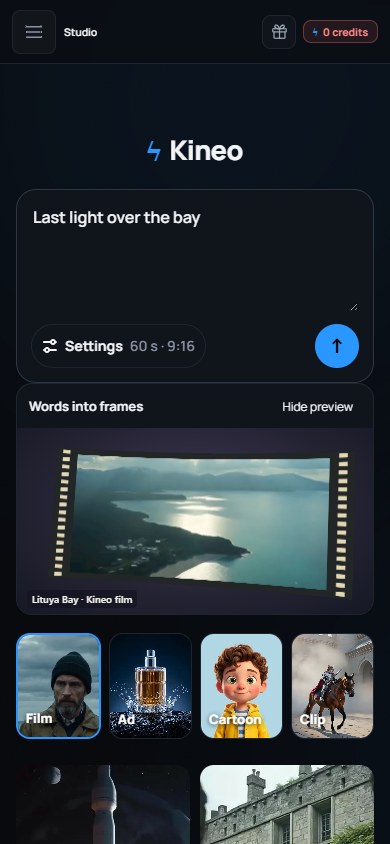 Studio
0 credits
Kineo
Last light over the bay
Settings 60 s · 9:16
Words into frames
Hide preview
Lituya Bay · Kineo film
Film
Ad
Cartoon
Clip